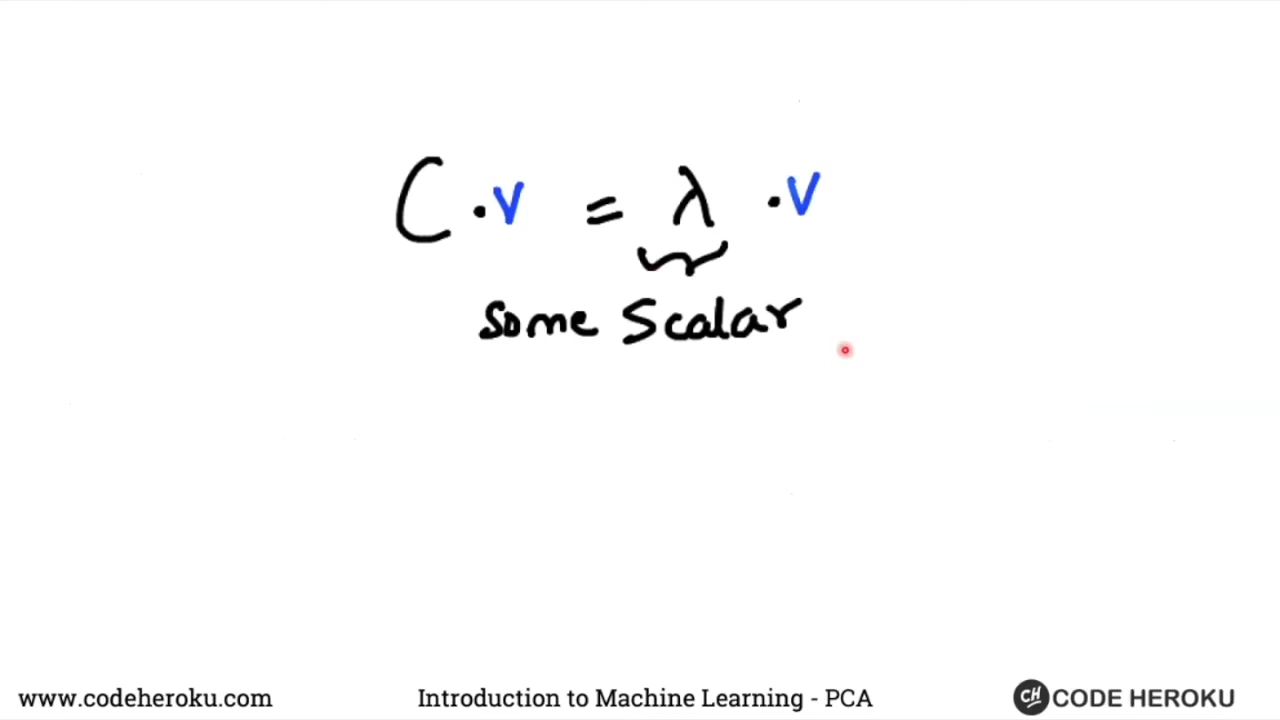 C · v = λ · v
Some Scalar
www.codeheroku.com
Introduction to Machine Learning - PCA
CH CODE HEROKU